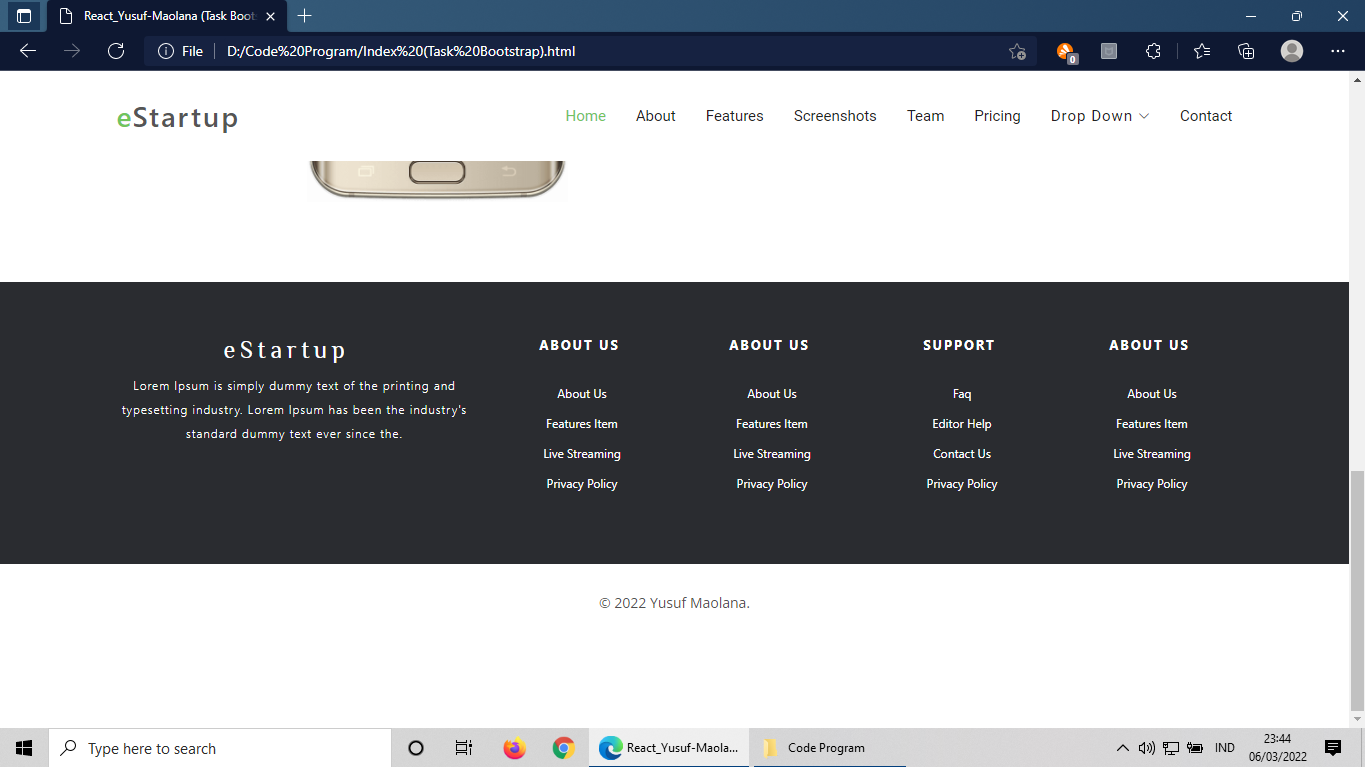 React_Yusuf-Maolana (Task Boot
File
D:/Code%20Program/Index%20(Task%20Bootstrap).html
0
eStartup
Home About Features Screenshots Team Pricing Drop Down Contact
eStartup
Lorem Ipsum is simply dummy text of the printing and
typesetting industry. Lorem Ipsum has been the industry's
standard dummy text ever since the.
ABOUT US
About Us
Features Item
Live Streaming
Privacy Policy
ABOUT US
About Us
Features Item
Live Streaming
Privacy Policy
SUPPORT
Faq
Editor Help
Contact Us
Privacy Policy
ABOUT US
About Us
Features Item
Live Streaming
Privacy Policy
© 2022 Yusuf Maolana.
Type here to search
React_Yusuf-Maola...
Code Program
IND
23:44
06/03/2022